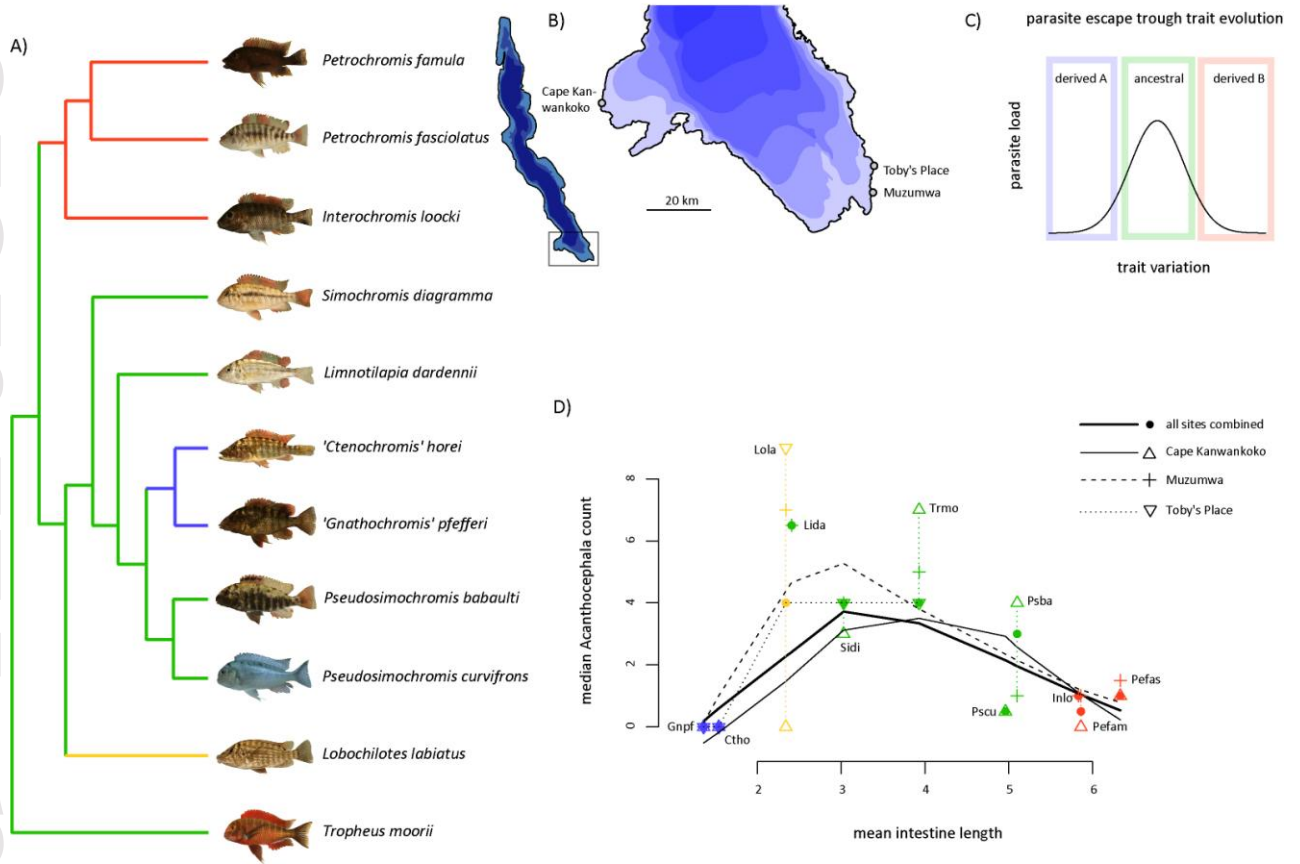 A)
Petrochromis famula
Petrochromis fasciolatus
Interochromis loocki
Simochromis diagramma
Limnotilapia dardennii
'Ctenochromis' horei
'Gnathochromis' pfefferi
Pseudosimochromis babaulti
Pseudosimochromis curvifrons
Lobochilotes labiatus
Tropheus moorii
B)
Cape Kan-
wankoko
20 km
Toby's Place
Muzumwa
C)
parasite escape trough trait evolution
derived A
ancestral
derived B
parasite load
trait variation
D)
all sites combined
Cape Kanwankoko
Muzumwa
Toby's Place
median Acanthocephala count
8
6
4
2
0
Lola
Lida
Trmo
Sidi
Psba
Pscu
Inlo
Pefas
Pefam
Gnpf
Ctho
2 3 4 5 6
mean intestine length